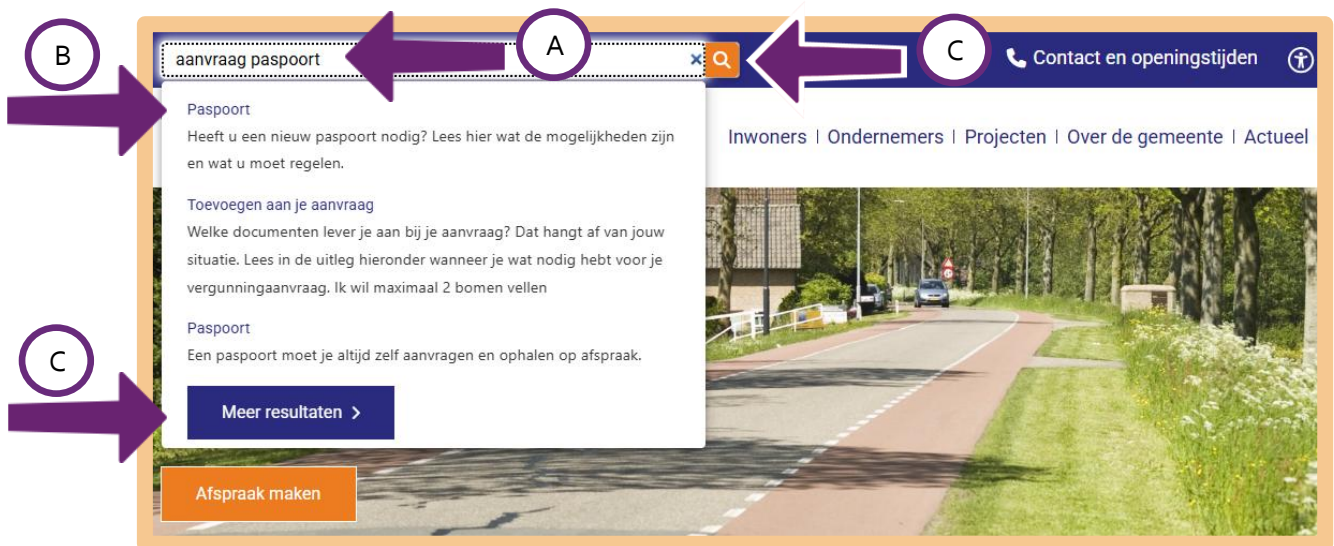 B
A
C
aanvraag paspoort
Contact en openingstijden
Paspoort
Heeft u een nieuw paspoort nodig? Lees hier wat de mogelijkheden zijn
en wat u moet regelen.
Inwoners | Ondernemers | Projecten | Over de gemeente | Actueel
Toevoegen aan je aanvraag
Welke documenten lever je aan bij je aanvraag? Dat hangt af van jouw
situatie. Lees in de uitleg hieronder wanneer je wat nodig hebt voor je
vergunningaanvraag. Ik wil maximaal 2 bomen vellen
Paspoort
Een paspoort moet je altijd zelf aanvragen en ophalen op afspraak.
C
Meer resultaten
Afspraak maken